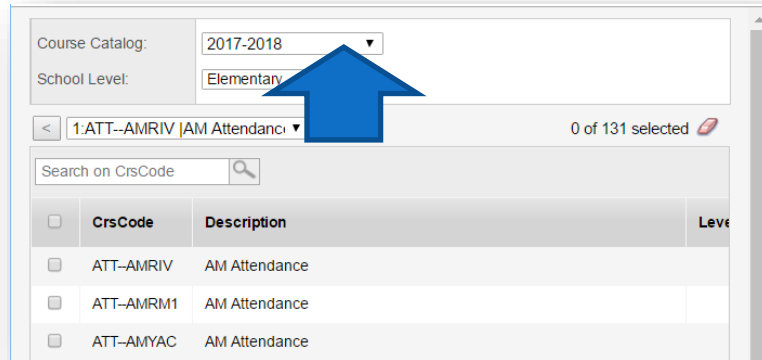 Course Catalog: 2017-2018
School Level: Elementary
< 1:ATT--AMRIV |AM Attendanc 0 of 131 selected
Search on CrsCode
CrsCode Description Leve
ATT--AMRIV AM Attendance
ATT--AMRM1 AM Attendance
ATT--AMYAC AM Attendance